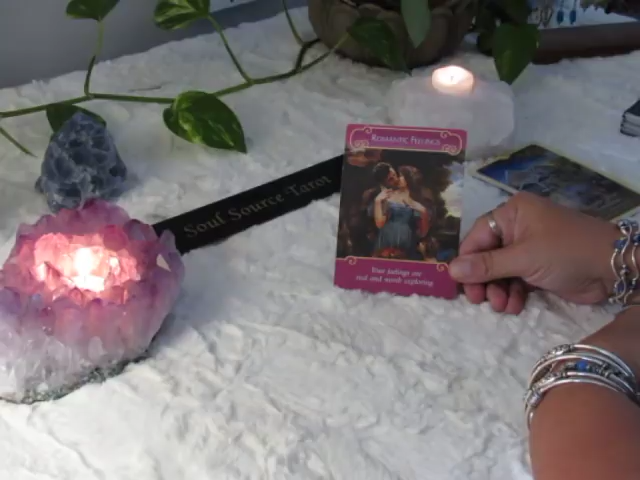 Romantic Feelings
Soul Source Tarot
Your feelings are
real and worth exploring.